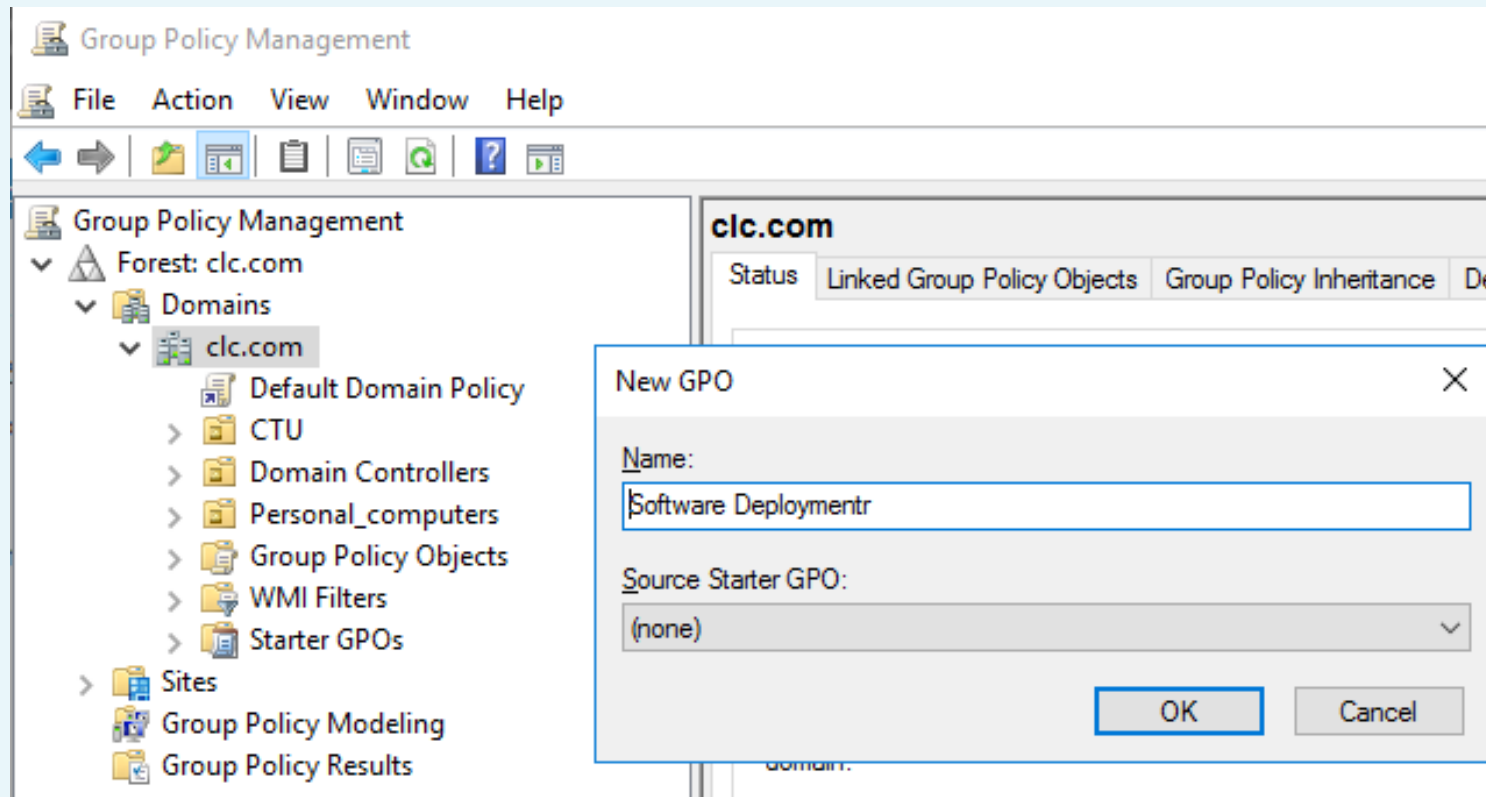 Group Policy Management
File Action View Window Help
Group Policy Management
Forest: clc.com
Domains
clc.com
Default Domain Policy
CTU
Domain Controllers
Personal_computers
Group Policy Objects
WMI Filters
Starter GPOs
Sites
Group Policy Modeling
Group Policy Results
clc.com
Status Linked Group Policy Objects Group Policy Inheritance
New GPO
Name:
Software Deploymentr
Source Starter GPO:
(none)
OK Cancel
domain.